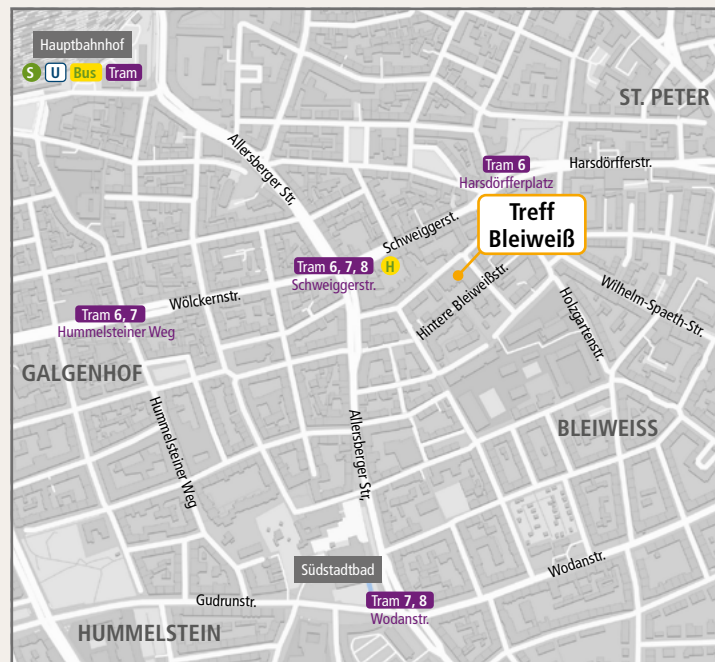 Hauptbahnhof
S U Bus Tram
ST. PETER
Allersberger Str,
Tram 6
Harsdörfferplatz
Harsdörfferstr.
Treff
Bleiweiß
Schweiggerst.
Tram 6, 7, 8 H
Schweiggerstr.
Hintere Bleiweißstr.
Wilhelm-Spaeth-Str.
Holzgartenstr.
Wölckernstr.
Tram 6, 7
Hummelsteiner Weg
GALGENHOF
Hummelsteiner Weg
Allersberger Str,
BLEIWEISS
Südstadtbad
Wodanstr.
Gudrunstr.
Tram 7, 8
Wodanstr.
HUMMELSTEIN